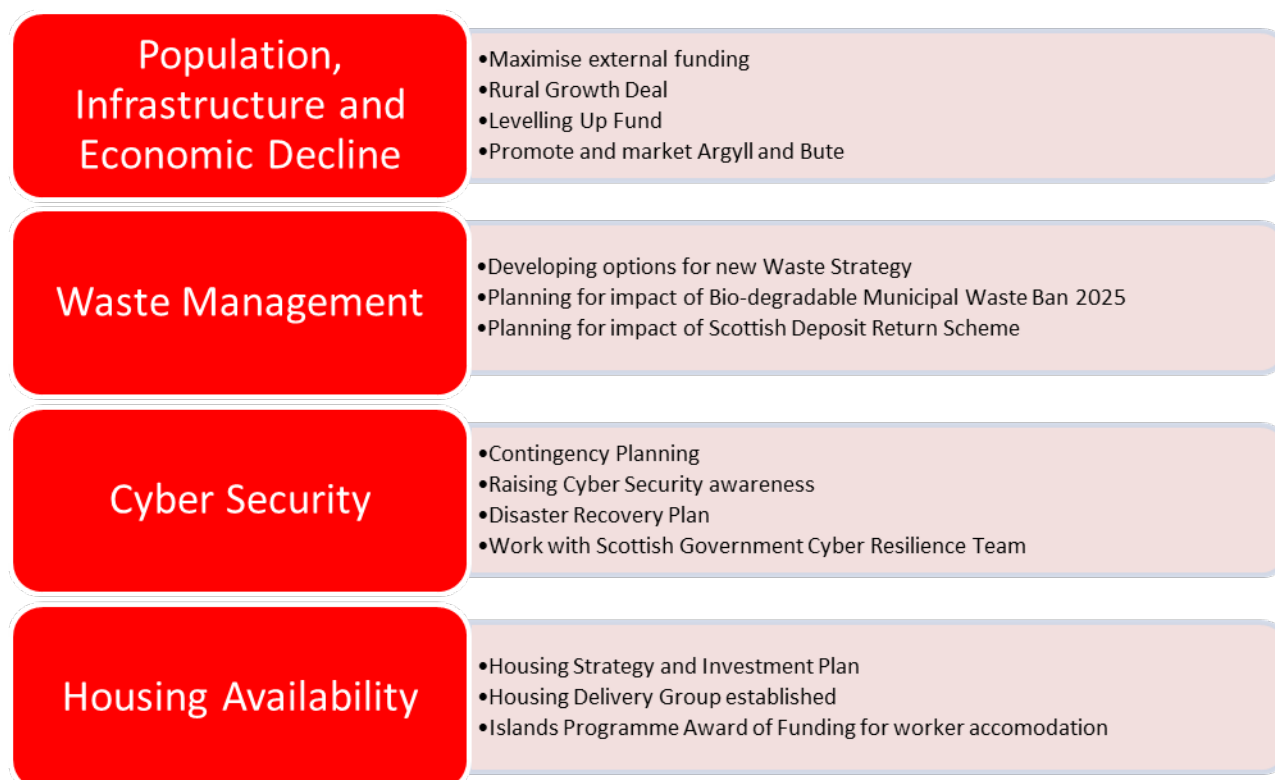 Population,
Infrastructure and
Economic Decline
•Maximise external funding
•Rural Growth Deal
•Levelling Up Fund
•Promote and market Argyll and Bute
Waste Management
•Developing options for new Waste Strategy
•Planning for impact of Bio-degradable Municipal Waste Ban 2025
•Planning for impact of Scottish Deposit Return Scheme
Cyber Security
•Contingency Planning
•Raising Cyber Security awareness
•Disaster Recovery Plan
•Work with Scottish Government Cyber Resilience Team
Housing Availability
•Housing Strategy and Investment Plan
•Housing Delivery Group established
•Islands Programme Award of Funding for worker accomodation